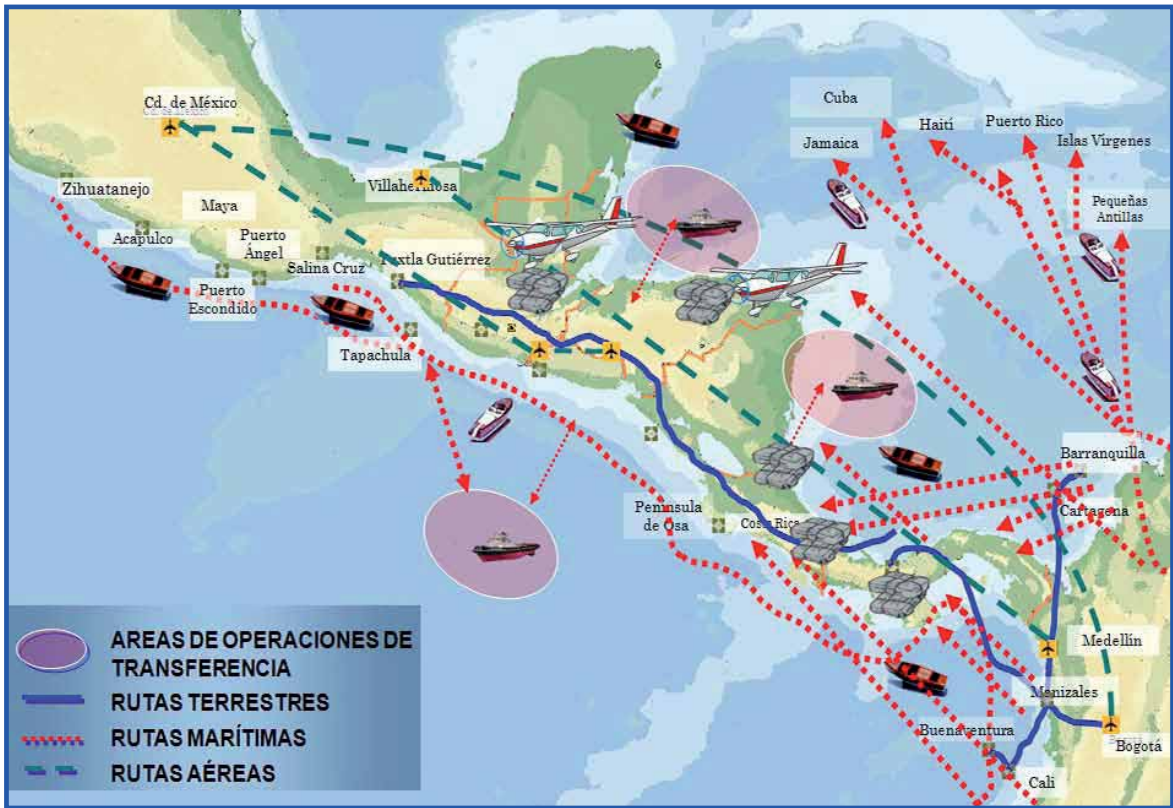 Cd. de México
Cuba
Haití
Puerto Rico
Jamaica
Islas Vírgenes
Zihuatanejo
Villahermosa
Maya
Pequeñas
Antillas
Acapulco
Puerto
Ángel
Salina Cruz
Tuxtla Gutiérrez
Puerto
Escondido
Tapachula
Barranquilla
Cartagena
Península
de Osa
Costa Rica
Medellín
Manizales
Buenaventura
Bogotá
Cali
AREAS DE OPERACIONES DE
TRANSFERENCIA
RUTAS TERRESTRES
RUTAS MARÍTIMAS
RUTAS AÉREAS